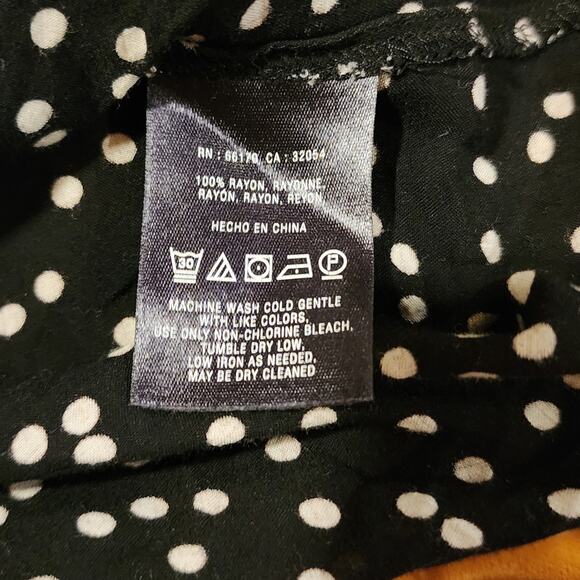 RN : 66170 CA : 32054
100% RAYON, RAYONNE,
RAYON, RAYON, REYON
HECHO EN CHINA
30 P
MACHINE WASH COLD GENTLE
WITH LIKE COLORS,
USE ONLY NON-CHLORINE BLEACH,
TUMBLE DRY LOW,
LOW IRON AS NEEDED,
MAY BE DRY CLEANED